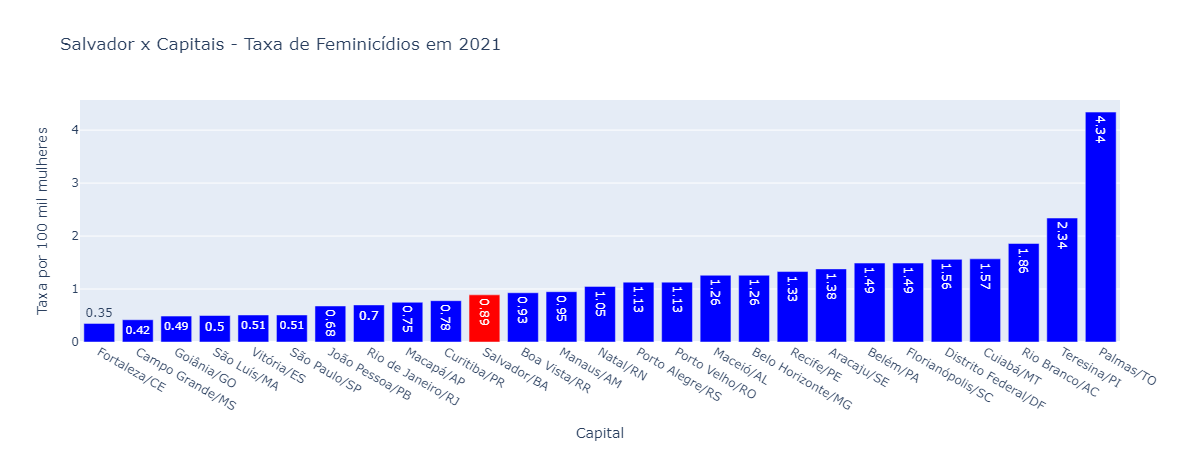 Salvador x Capitais - Taxa de Feminicídios em 2021
Taxa por 100 mil mulheres
4
3
2
1
0
0.35
0.42
0.49
0.5
0.51
0.51
0.68
0.7
0.75
0.78
0.89
0.93
0.95
1.05
1.13
1.13
1.26
1.26
1.33
1.38
1.49
1.49
1.56
1.57
1.86
2.34
4.34
Fortaleza/CE
Campo Grande/MS
Goiânia/GO
São Luís/MA
Vitória/ES
São Paulo/SP
João Pessoa/PB
Rio de Janeiro/RJ
Macapá/AP
Curitiba/PR
Salvador/BA
Boa Vista/RR
Manaus/AM
Natal/RN
Porto Alegre/RS
Porto Velho/RO
Maceió/AL
Belo Horizonte/MG
Recife/PE
Aracaju/SE
Belém/PA
Florianópolis/SC
Distrito Federal/DF
Cuiabá/MT
Rio Branco/AC
Teresina/PI
Palmas/TO
Capital